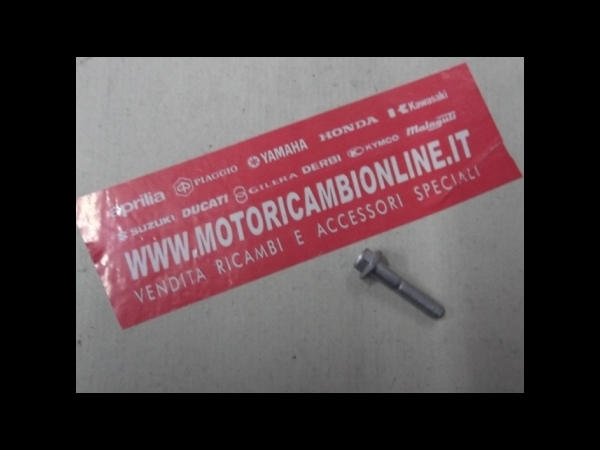 aprilia PIAGGIO YAMAHA HONDA Kawasaki
SUZUKI DUCATI GILERA DERBI KYMCO Malaguti
WWW.MOTORICAMBIONLINE.IT
VENDITA RICAMBI E ACCESSORI SPECIALI